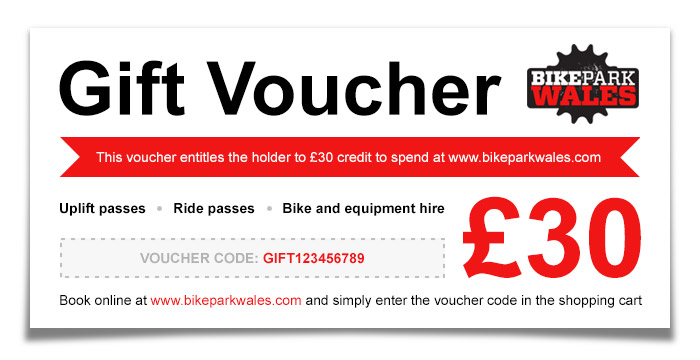 Gift Voucher
BIKEPARK
WALES
This voucher entitles the holder to £30 credit to spend at www.bikeparkwales.com
Uplift passes • Ride passes • Bike and equipment hire
£30
VOUCHER CODE: GIFT123456789
Book online at www.bikeparkwales.com and simply enter the voucher code in the shopping cart